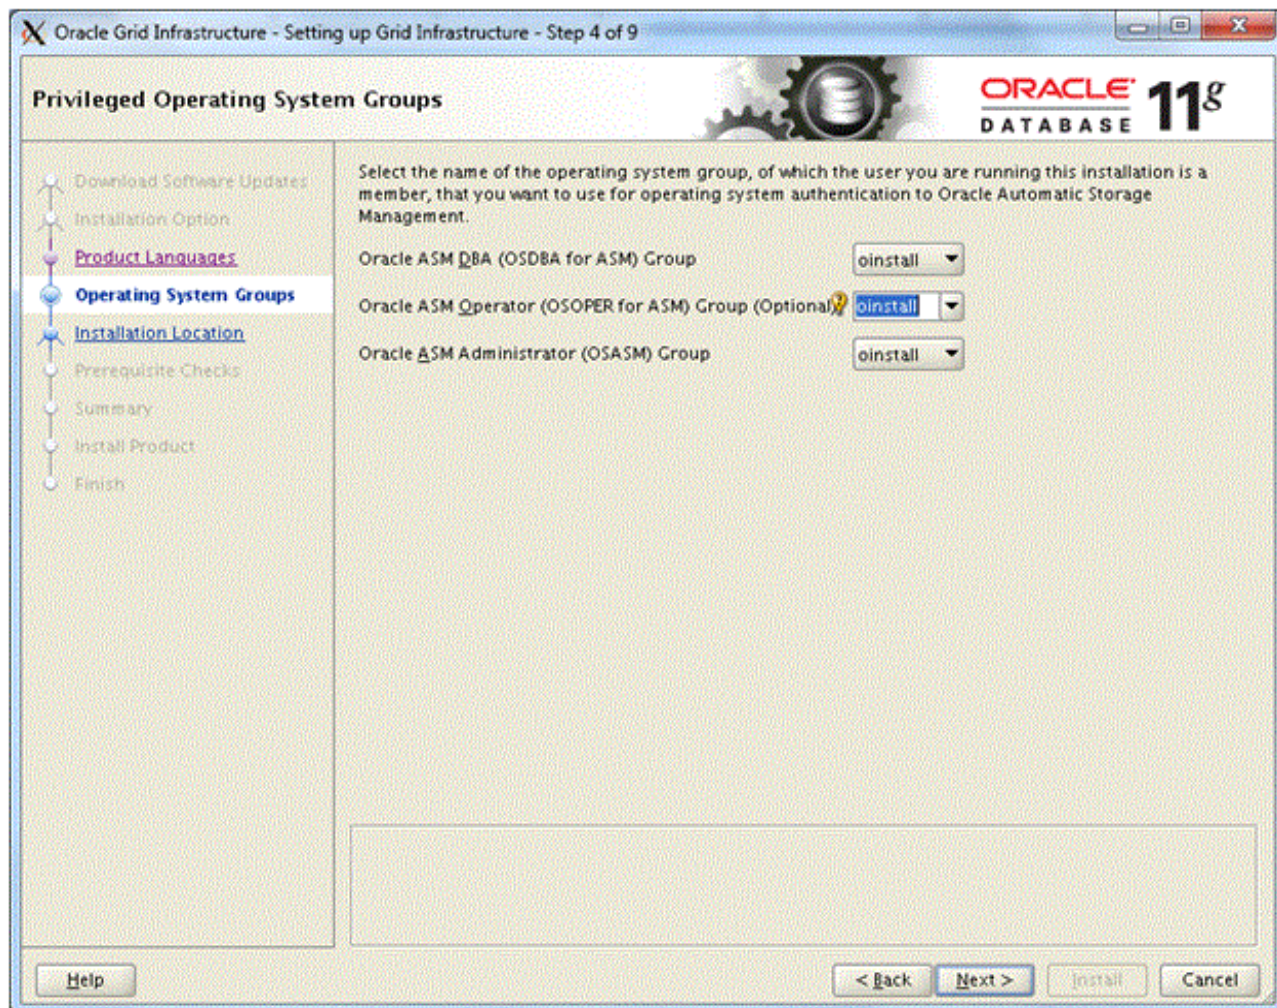 Oracle Grid Infrastructure - Setting up Grid Infrastructure - Step 4 of 9
Privileged Operating System Groups
ORACLE
DATABASE
11g
Download Software Updates
Installation Option
Product Languages
Operating System Groups
Installation Location
Prerequisite Checks
Summary
Install Product
Finish
Select the name of the operating system group, of which the user you are running this installation is a
member, that you want to use for operating system authentication to Oracle Automatic Storage
Management.
Oracle ASM DBA (OSDBA for ASM) Group
oinstall
Oracle ASM Operator (OSOPER for ASM) Group (Optional)
oinstall
Oracle ASM Administrator (OSASM) Group
oinstall
Help
< Back
Next >
Install
Cancel